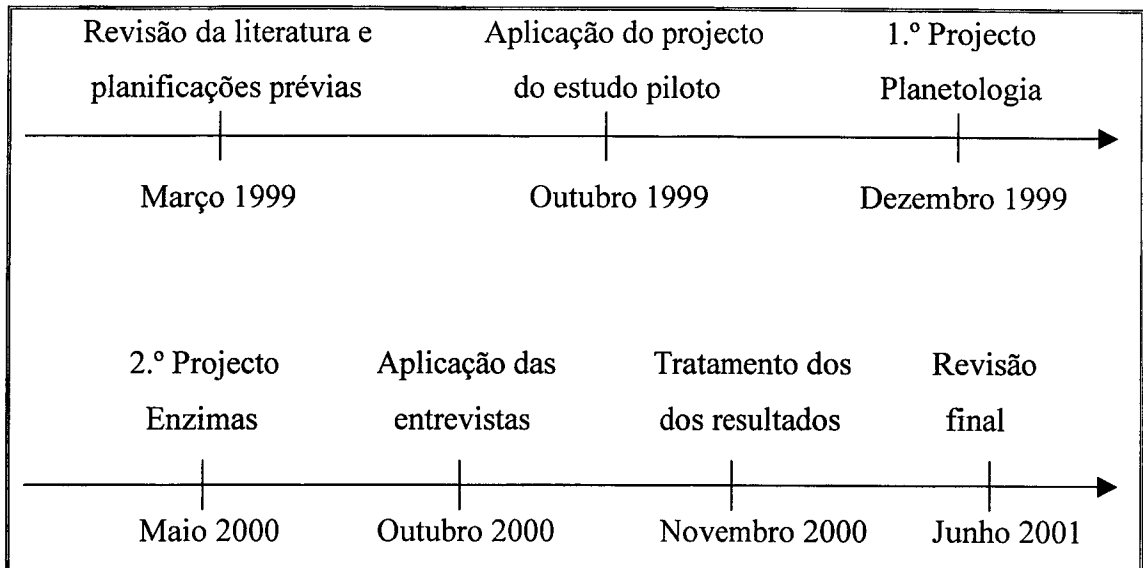 Revisão da literatura e
planificações prévias
Aplicação do projecto
do estudo piloto
1.º Projecto
Planetologia
Março 1999
Outubro 1999
Dezembro 1999
2.º Projecto
Enzimas
Aplicação das
entrevistas
Tratamento dos
dos resultados
Revisão
final
Maio 2000
Outubro 2000
Novembro 2000
Junho 2001